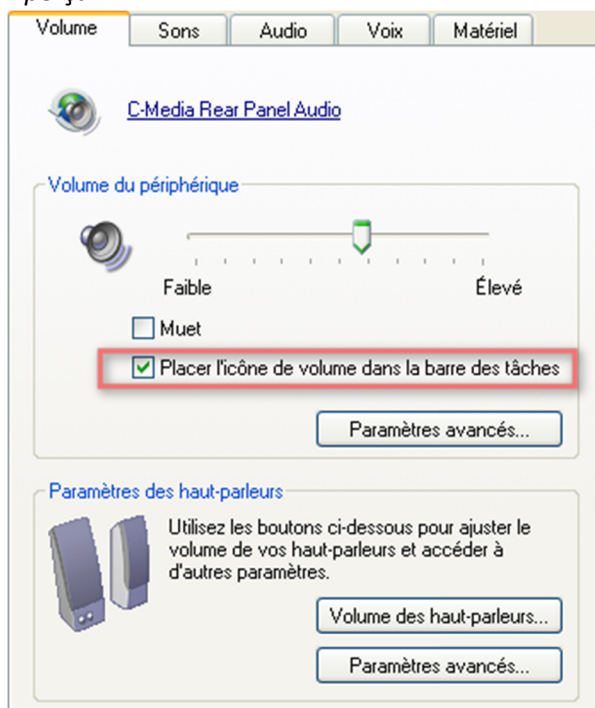 Volume Sons Audio Voix Matériel
C-Media Rear Panel Audio
Volume du périphérique
Faible Élevé
Muet
Placer l'icône de volume dans la barre des tâches
Paramètres avancés...
Paramètres des haut-parleurs
Utilisez les boutons ci-dessous pour ajuster le
volume de vos haut-parleurs et accéder à
d'autres paramètres.
Volume des haut-parleurs...
Paramètres avancés...